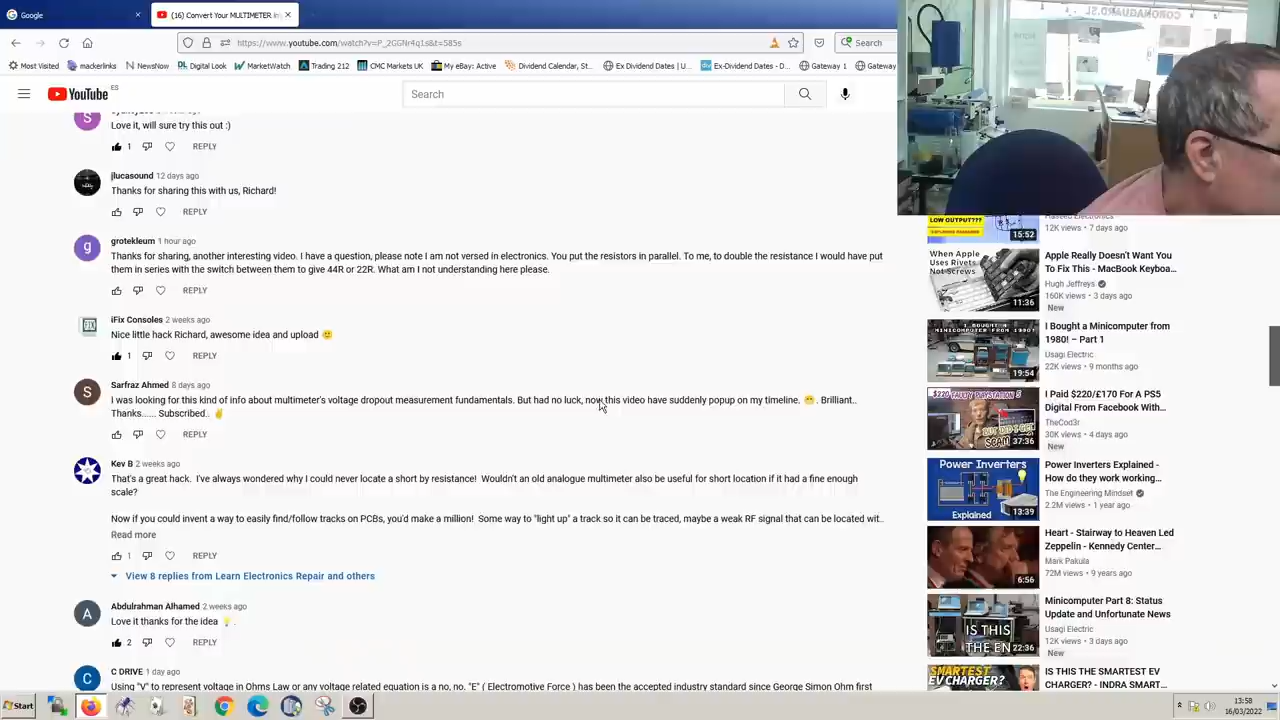 Google
(16) Convert Your MULTIMETER in
https://www.youtube.com/watch?v=P_2GGNr4q1s&t=585s
Search
Most Visited
mackerlinks
NewsNow
Digital Look
MarketWatch
Trading 212
CMC Markets UK
My eBay: Active
Dividend Calendar, St...
Ex Dividend Dates - [ U...
Ex-Dividend Dates - D...
Gateway 1
Gateway
YouTube
ES
Search
S
Love it, will sure try this out :)
1
REPLY
jlucasound 12 days ago
Thanks for sharing this with us, Richard!
REPLY
g
grotekleum 1 hour ago
Thanks for sharing, another interesting video. I have a question, please note I am not versed in electronics. You put the resistors in parallel. To me, to double the resistance I would have put
them in series with the switch between them to give 44R or 22R. What am I not understanding here please.
REPLY
iFix Consoles 2 weeks ago
Nice little hack Richard, awesome idea and upload
1
REPLY
S
Sarfraz Ahmed 8 days ago
I was looking for this kind of info about multimeter's voltage dropout measurement funda­mentals. But had no luck, now this video have suddenly popup on my timeline. 😁. Brilliant..
Thanks...... Subscribed.. ✌
REPLY
Kev B 2 weeks ago
That's a great hack. I've always wondered why I could never locate a short by resistance! Wouldn't an old analogue multimeter also be useful for short location if it had a fine enough
scale?
Now if you could invent a way to easily find/follow tracks on PCBs, you'd make a million! Some way to "light up" a track so it can be traced, maybe a weak RF signal that can be located wit...
Read more
1
REPLY
View 8 replies from Learn Electronics Repair and others
A
Abdulrahman Alhamed 2 weeks ago
Love it thanks for the idea 💡
2
REPLY
C
C DRIVE 1 day ago
Using "V" to represent voltage in Ohms Law or any voltage related equation is a no, no. "E" ( Electromotive Force ) has been the accepted industry standard since George Simon Ohm first
CORONAGUARD.SL
LOW OUTPUT???
15:52
12K views • 7 days ago
When Apple
Uses Rivets,
Not Screws
11:36
Apple Really Doesn't Want You
To Fix This - MacBook Keyboa...
Hugh Jeffreys
160K views • 3 days ago
New
I BOUGHT A MINICOMPUTER FROM 1980!
19:54
I Bought a Minicomputer from
1980! – Part 1
Usagi Electric
22K views • 9 months ago
$220 FAULTY PLAYSTATION 5
SCAM
37:36
I Paid $220/£170 For A PS5
Digital From Facebook With...
TheCod3r
30K views • 4 days ago
New
Power Inverters
Explained
13:39
Power Inverters Explained -
How do they work working...
The Engineering Mindset
2.2M views • 1 year ago
6:56
Heart - Stairway to Heaven Led
Zeppelin - Kennedy Center...
Mark Pakula
72M views • 9 years ago
IS THIS
THE EN
22:36
Minicomputer Part 8: Status
Update and Unfortunate News
Usagi Electric
12K views • 3 days ago
New
SMARTEST
EV CHARGER?
IS THIS THE SMARTEST EV
CHARGER? - INDRA SMART...
Start
13:58
16/03/2022